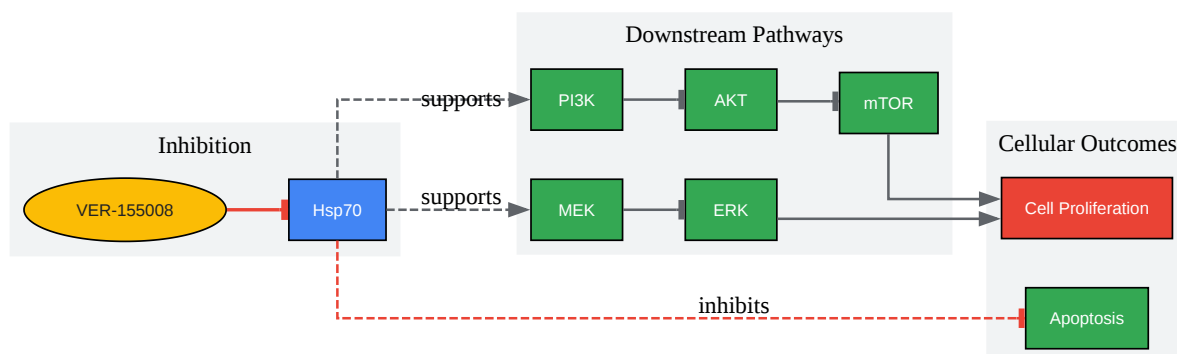 Downstream Pathways
supports
PI3K
AKT
mTOR
Inhibition
Cellular Outcomes
VER-155008
Hsp70
supports
MEK
ERK
Cell Proliferation
inhibits
Apoptosis